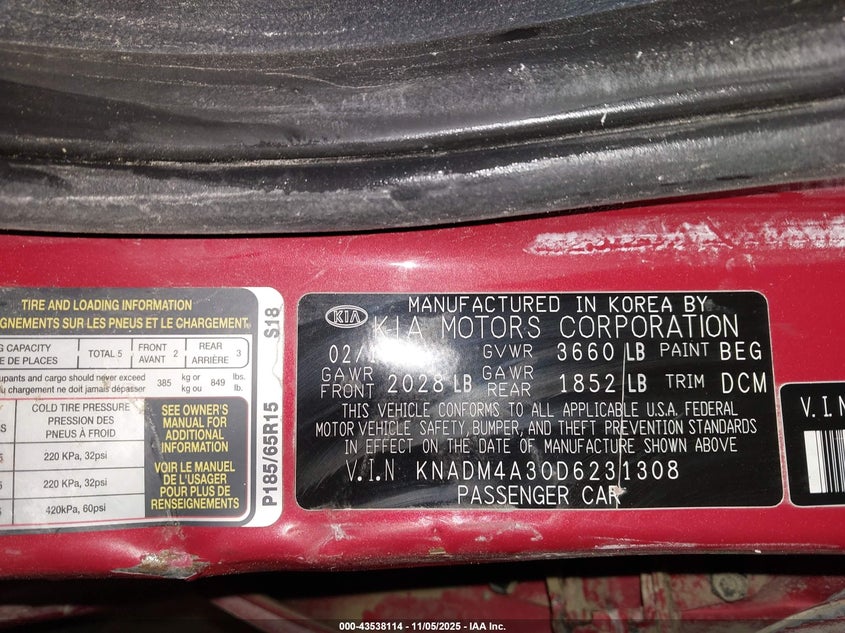 TIRE AND LOADING INFORMATION
GNEMENTS SUR LES PNEUS ET LE CHARGEMENT
G CAPACITY
E DE PLACES
TOTAL 5
FRONT
AVANT 2
REAR
ARRIÈRE 3
upants and cargo should never exceed
du chargement ne doit jamais dépasser
385
kg or
kg ou
849
lbs.
lb.
COLD TIRE PRESSURE
PRESSION DES
PNEUS À FROID
220 KPA, 32psi
220 KPA, 32psi
420kPa, 60psi
SEE OWNER'S
MANUAL FOR
ADDITIONAL
INFORMATION
VOIR LE MANUEL
DE L'USAGER
POUR PLUS DE
RENSEIGNEMENTS
P185/65R15 S18
KIA
MANUFACTURED IN KOREA BY
KIA MOTORS CORPORATION
02/ GVWR 3660 LB PAINT BEG
GAWR FRONT 2028 LB GAWR REAR 1852 LB TRIM DCM
THIS VEHICLE CONFORMS TO ALL APPLICABLE U.S.A. FEDERAL
MOTOR VEHICLE SAFETY, BUMPER, AND THEFT PREVENTION STANDARDS
IN EFFECT ON THE DATE OF MANUFACTURE SHOWN ABOVE
V.I.N KNADM4A30D6231308
PASSENGER CAR
V.I.N
000-43538114 - 11/05/2025 - IAA Inc.